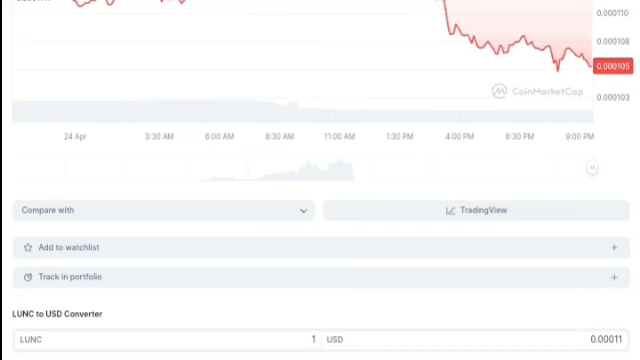 0.000110
0.000108
0.000105
CoinMarketCap
0.000103
24 Apr 3:30 AM 6:00 AM 8:30 AM 11:00 AM 1:30 PM 4:00 PM 6:30 PM 9:00 PM
Compare with
TradingView
Add to watchlist +
Track in portfolio +
LUNC to USD Converter
LUNC 1 USD 0.00011